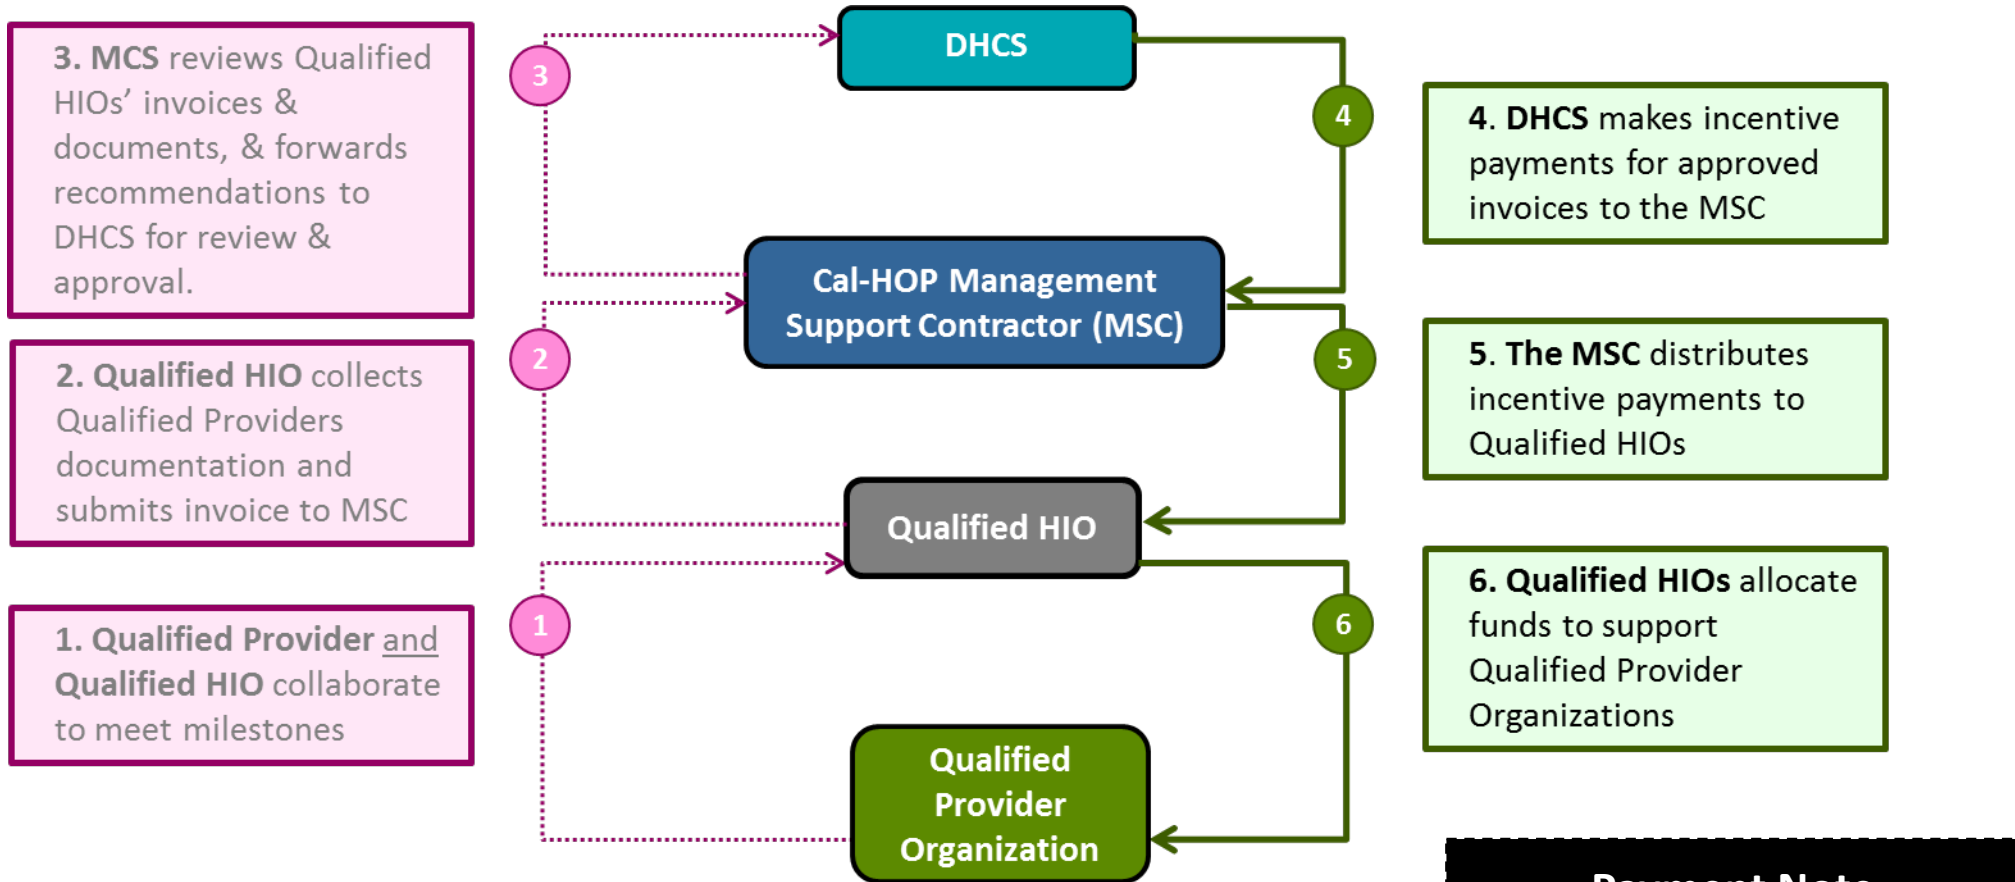 3. MCS reviews Qualified
HIOs’ invoices &
documents, & forwards
recommendations to
DHCS for review &
approval.
2. Qualified HIO collects
Qualified Providers
documentation and
submits invoice to MSC
1. Qualified Provider and
Qualified HIO collaborate
to meet milestones
3
2
1
DHCS
Cal-HOP Management
Support Contractor (MSC)
Qualified HIO
Qualified
Provider
Organization
4
5
6
4. DHCS makes incentive
payments for approved
invoices to the MSC
5. The MSC distributes
incentive payments to
Qualified HIOs
6. Qualified HIOs allocate
funds to support
Qualified Provider
Organizations
Payment Note